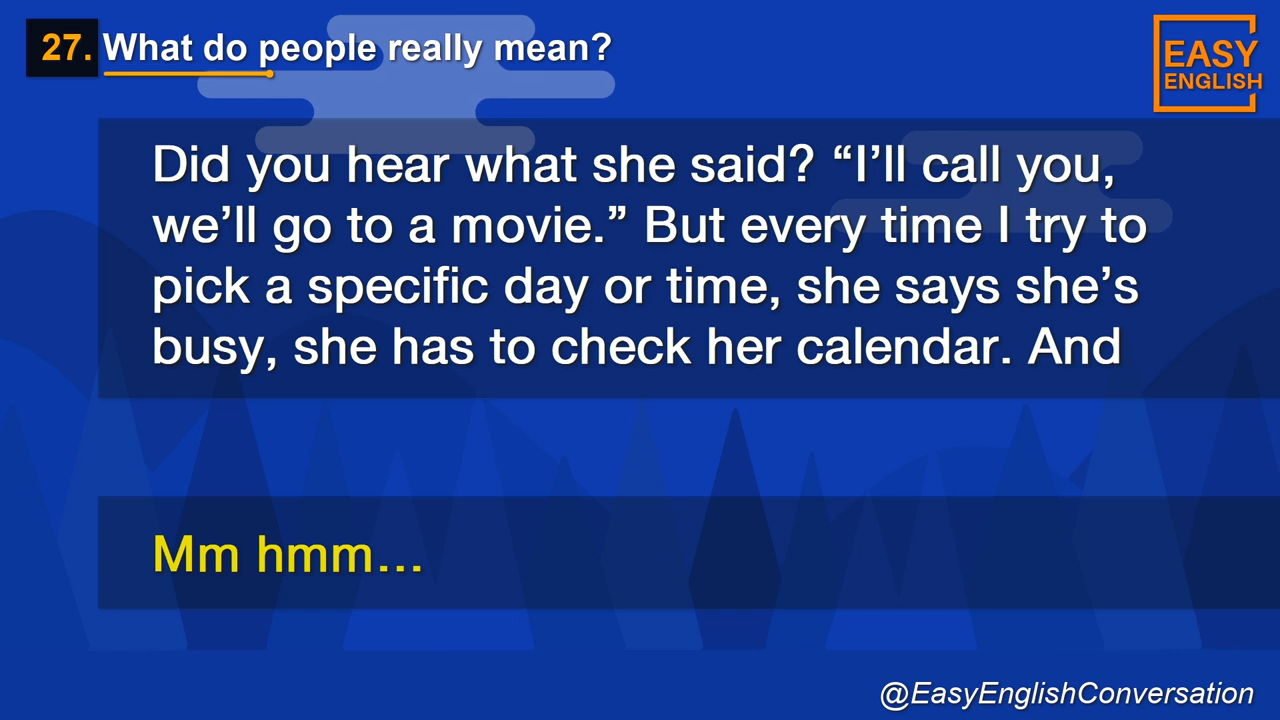 27. What do people really mean?
EASY
ENGLISH
Did you hear what she said? “I’ll call you,
we’ll go to a movie.” But every time I try to
pick a specific day or time, she says she’s
busy, she has to check her calendar. And
Mm hmm...
@EasyEnglishConversation